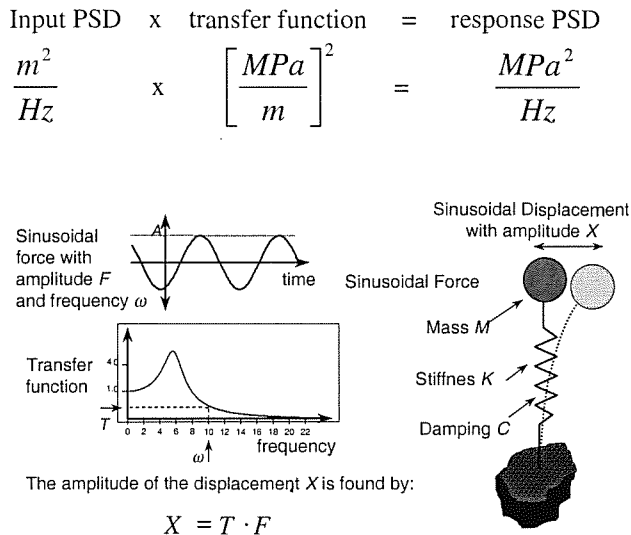 Input PSD x transfer function = response PSD
m² / Hz x [MPa / m]² = MPa² / Hz
Sinusoidal force with amplitude F and frequency ω
A
time
Transfer function
4.0
1.0
T
0 2 4 6 8 10 12 14 16 18 20 22
frequency
ω
Sinusoidal Displacement
with amplitude X
Sinusoidal Force
Mass M
Stiffnes K
Damping C
The amplitude of the displacement X is found by:
X = T · F